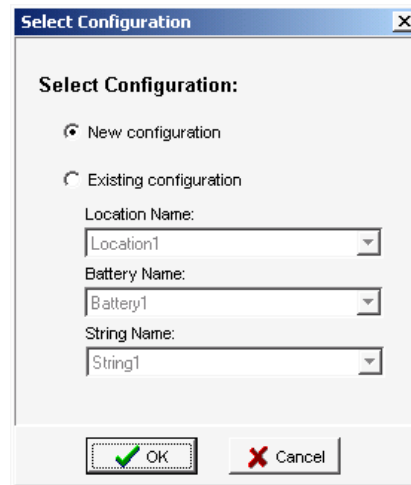 Select Configuration
Select Configuration:
New configuration
Existing configuration
Location Name:
Location1
Battery Name:
Battery1
String Name:
String1
OK
Cancel